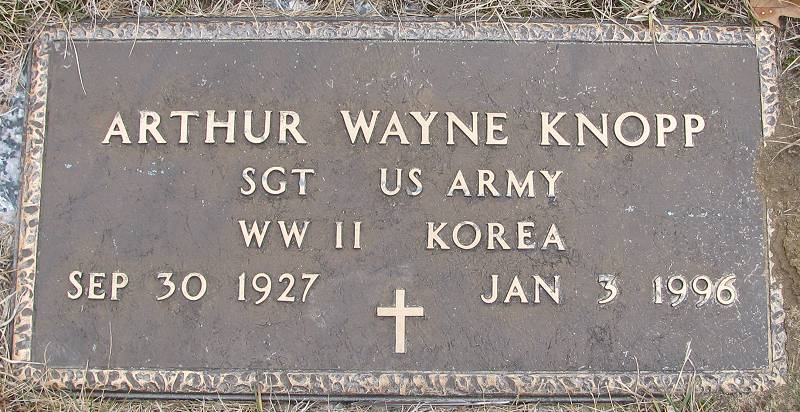 ARTHUR WAYNE KNOPP
SGT US ARMY
WW II KOREA
SEP 30 1927 JAN 3 1996